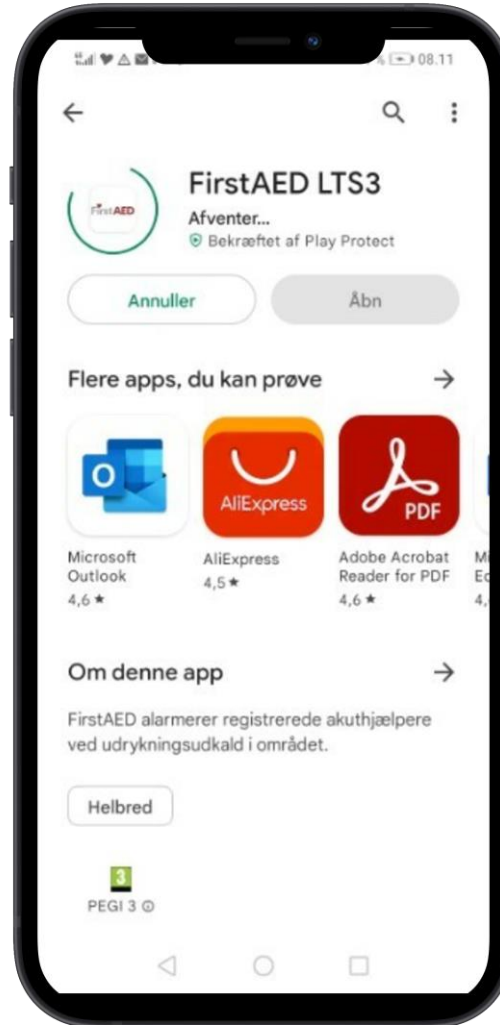 08.11
FirstAED LTS3
FirstAED
Afventer...
Bekræftet af Play Protect
Annuller
Åbn
Flere apps, du kan prøve
AliExpress
PDF
Microsoft
Outlook
4,6 ★
AliExpress
4,5 ★
Adobe Acrobat
Reader for PDF
4,6 ★
Om denne app
FirstAED alarmerer registrerede akuthjælpere
ved udrykningsudkald i området.
Helbred
3
PEGI 3